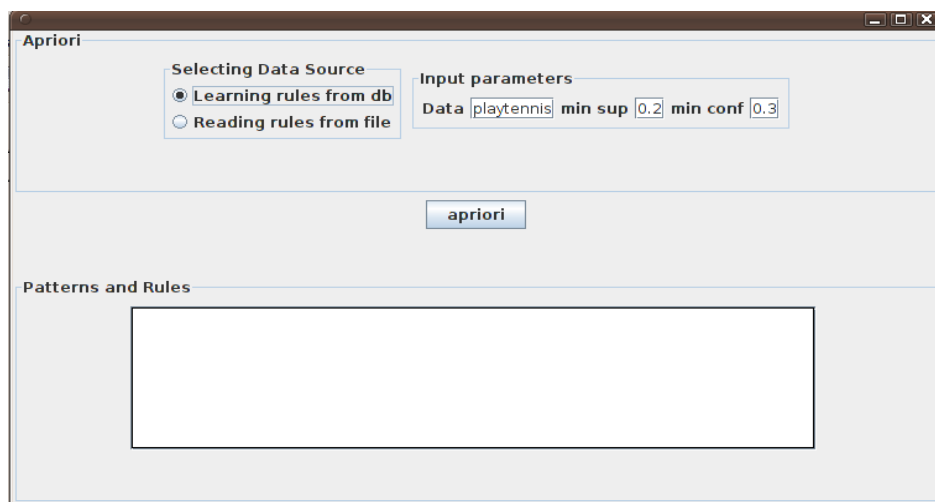 Apriori
Selecting Data Source
Learning rules from db
Reading rules from file
Input parameters
Data playtennis min sup 0.2 min conf 0.3
apriori
Patterns and Rules